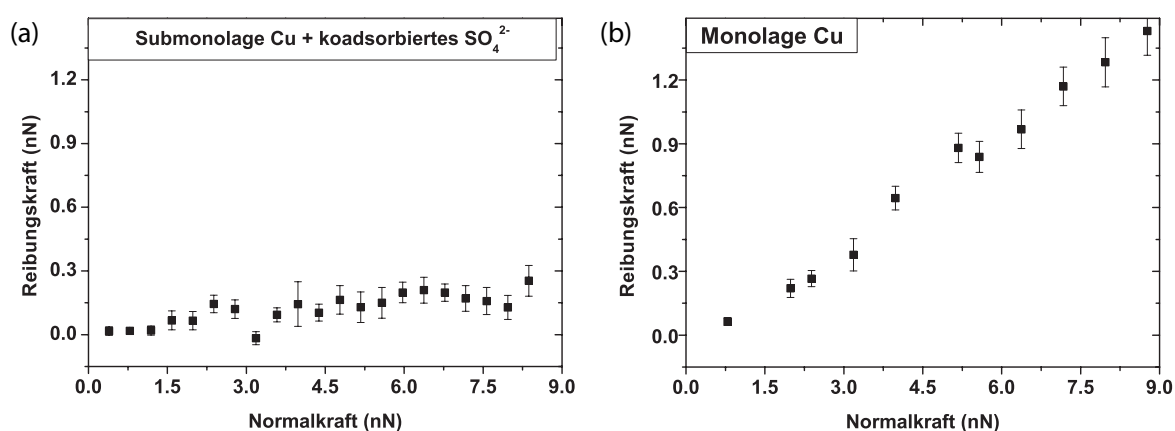 (a)
Submonolage Cu + koadsorbiertes SO₄²⁻
Reibungskraft (nN)
1.2
0.9
0.6
0.3
0.0
0.0 1.5 3.0 4.5 6.0 7.5 9.0
Normalkraft (nN)
(b)
Monolage Cu
Reibungskraft (nN)
1.2
0.9
0.6
0.3
0.0
0.0 1.5 3.0 4.5 6.0 7.5 9.0
Normalkraft (nN)